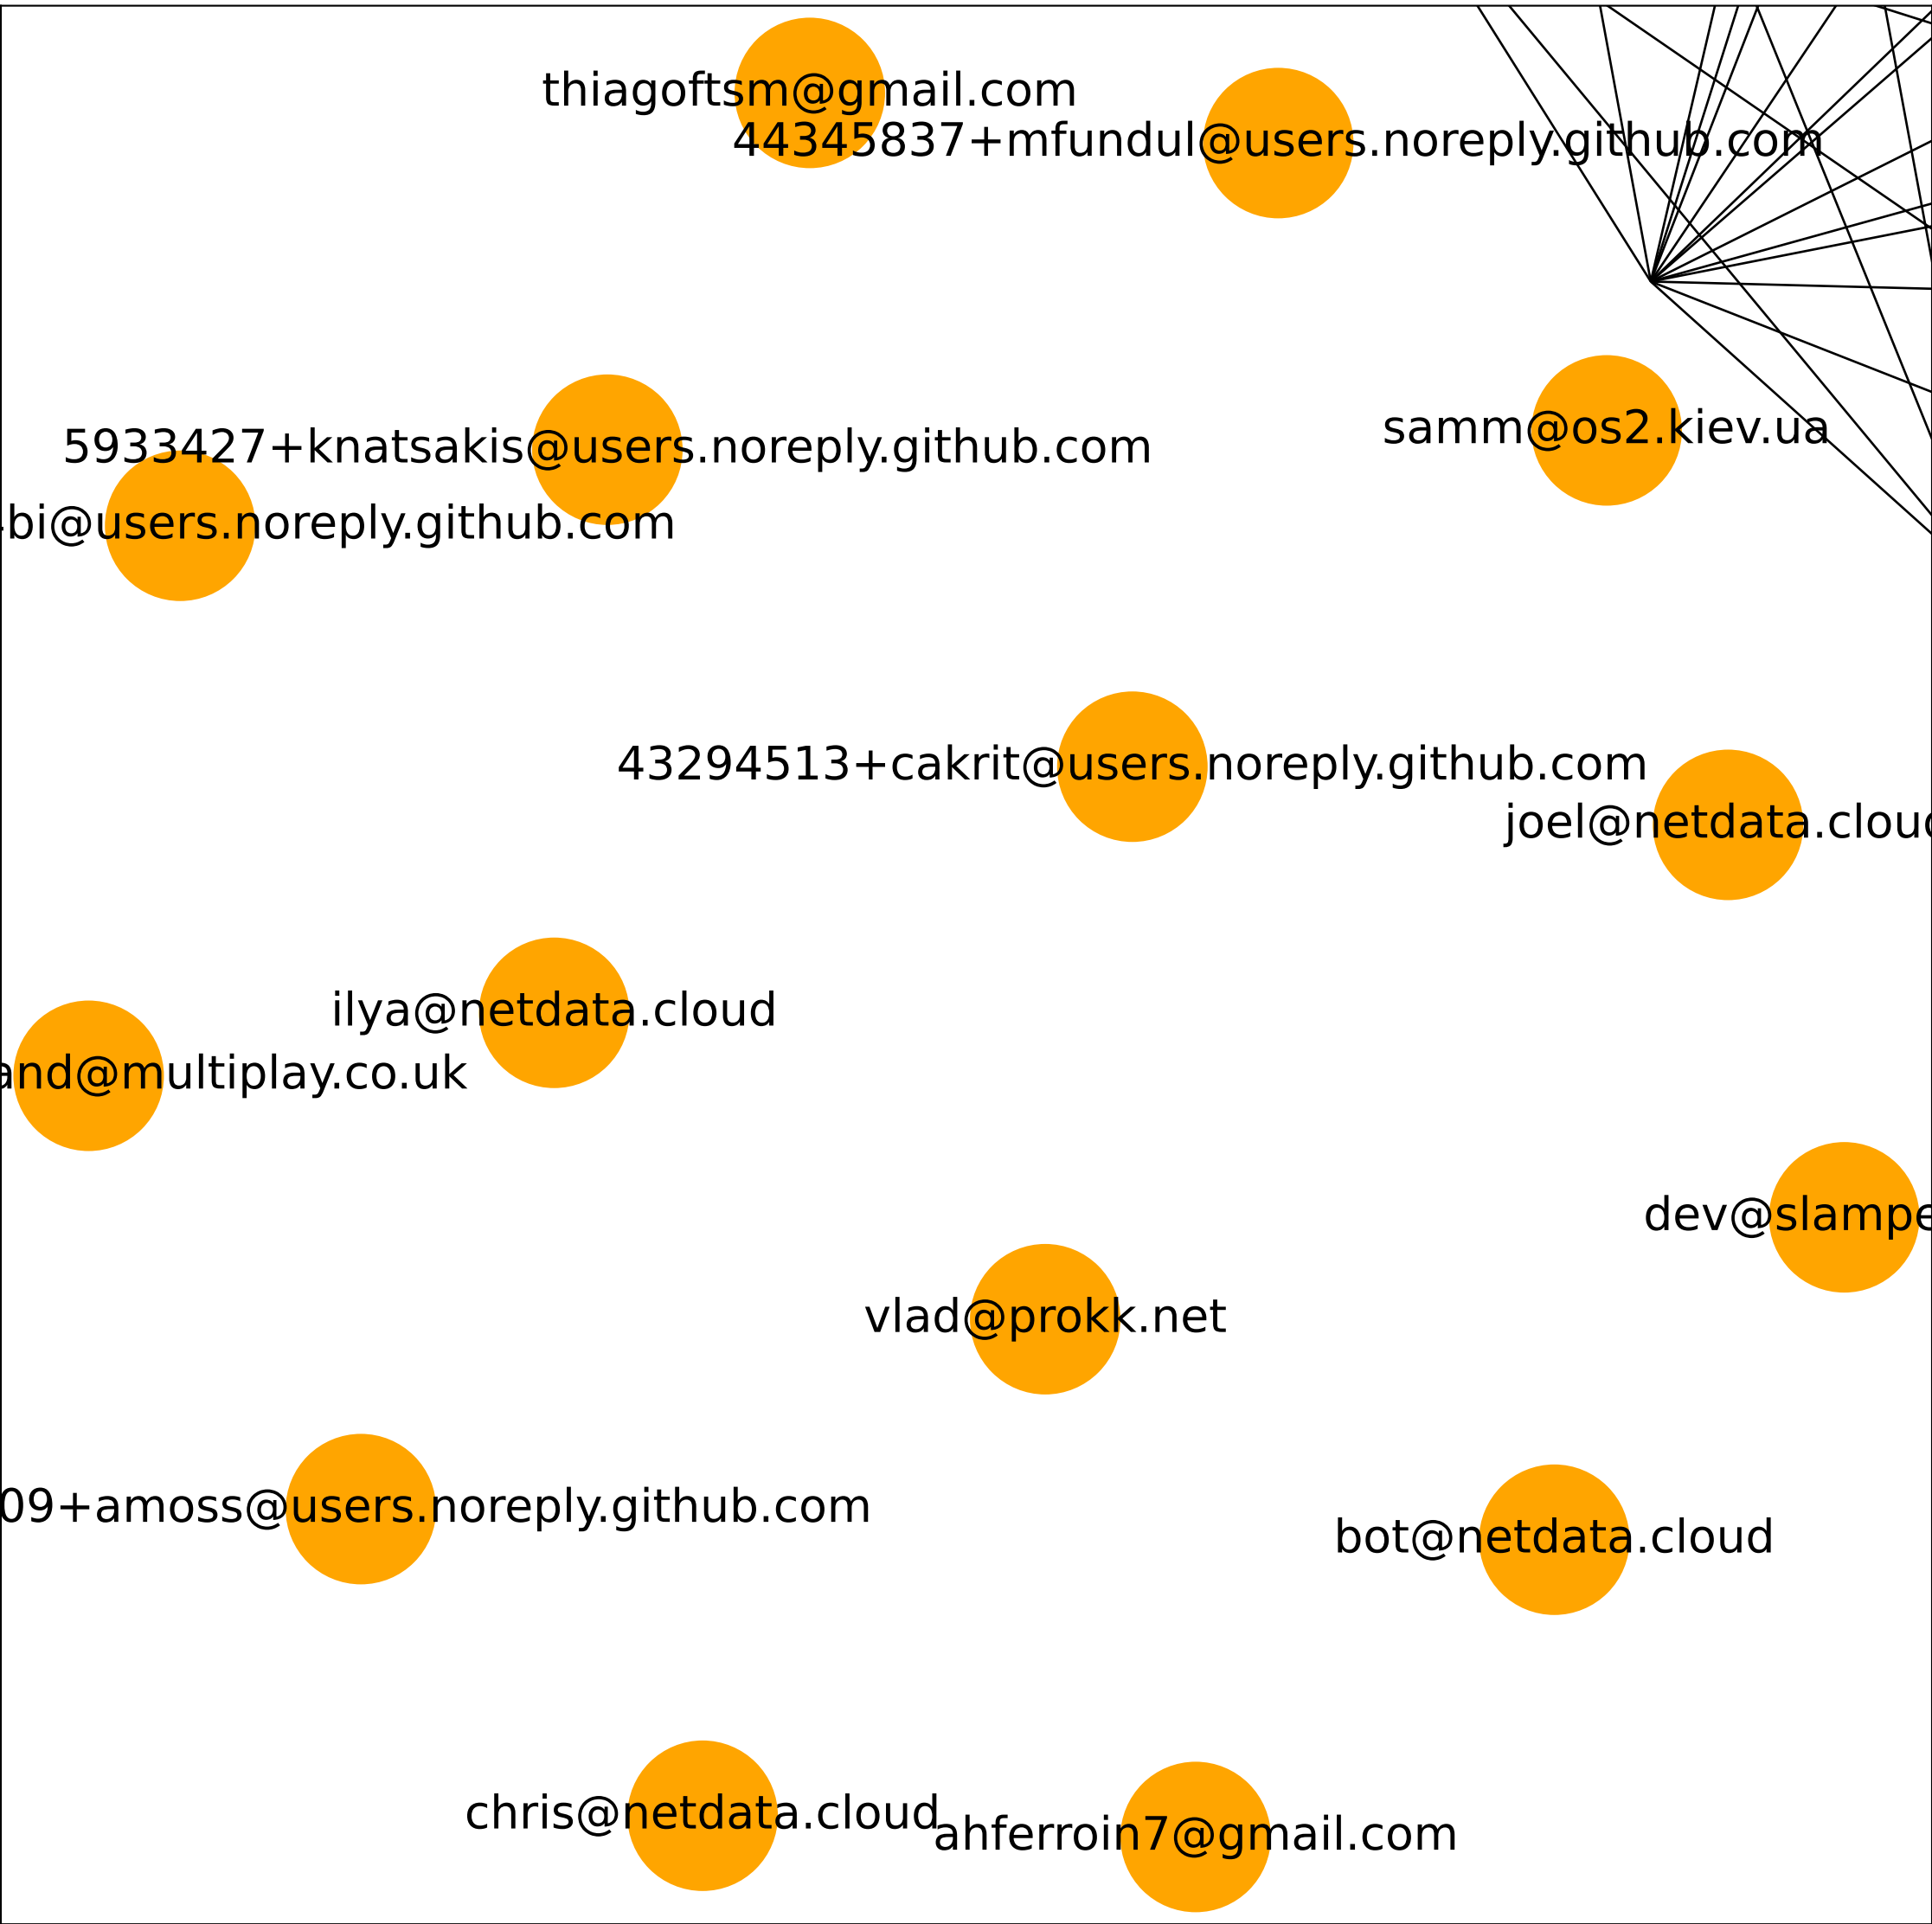 thiagoftsm@gmail.com
44345837+mfundul@users.noreply.github.com
samm@os2.kiev.ua
5933427+knatsakis@users.noreply.github.com
bi@users.noreply.github.com
43294513+cakrit@users.noreply.github.com
joel@netdata.cloud
ilya@netdata.cloud
and@multiplay.co.uk
dev@slampe
vlad@prokk.net
09+amoss@users.noreply.github.com
bot@netdata.cloud
chris@netdata.cloud
ahferroin7@gmail.com